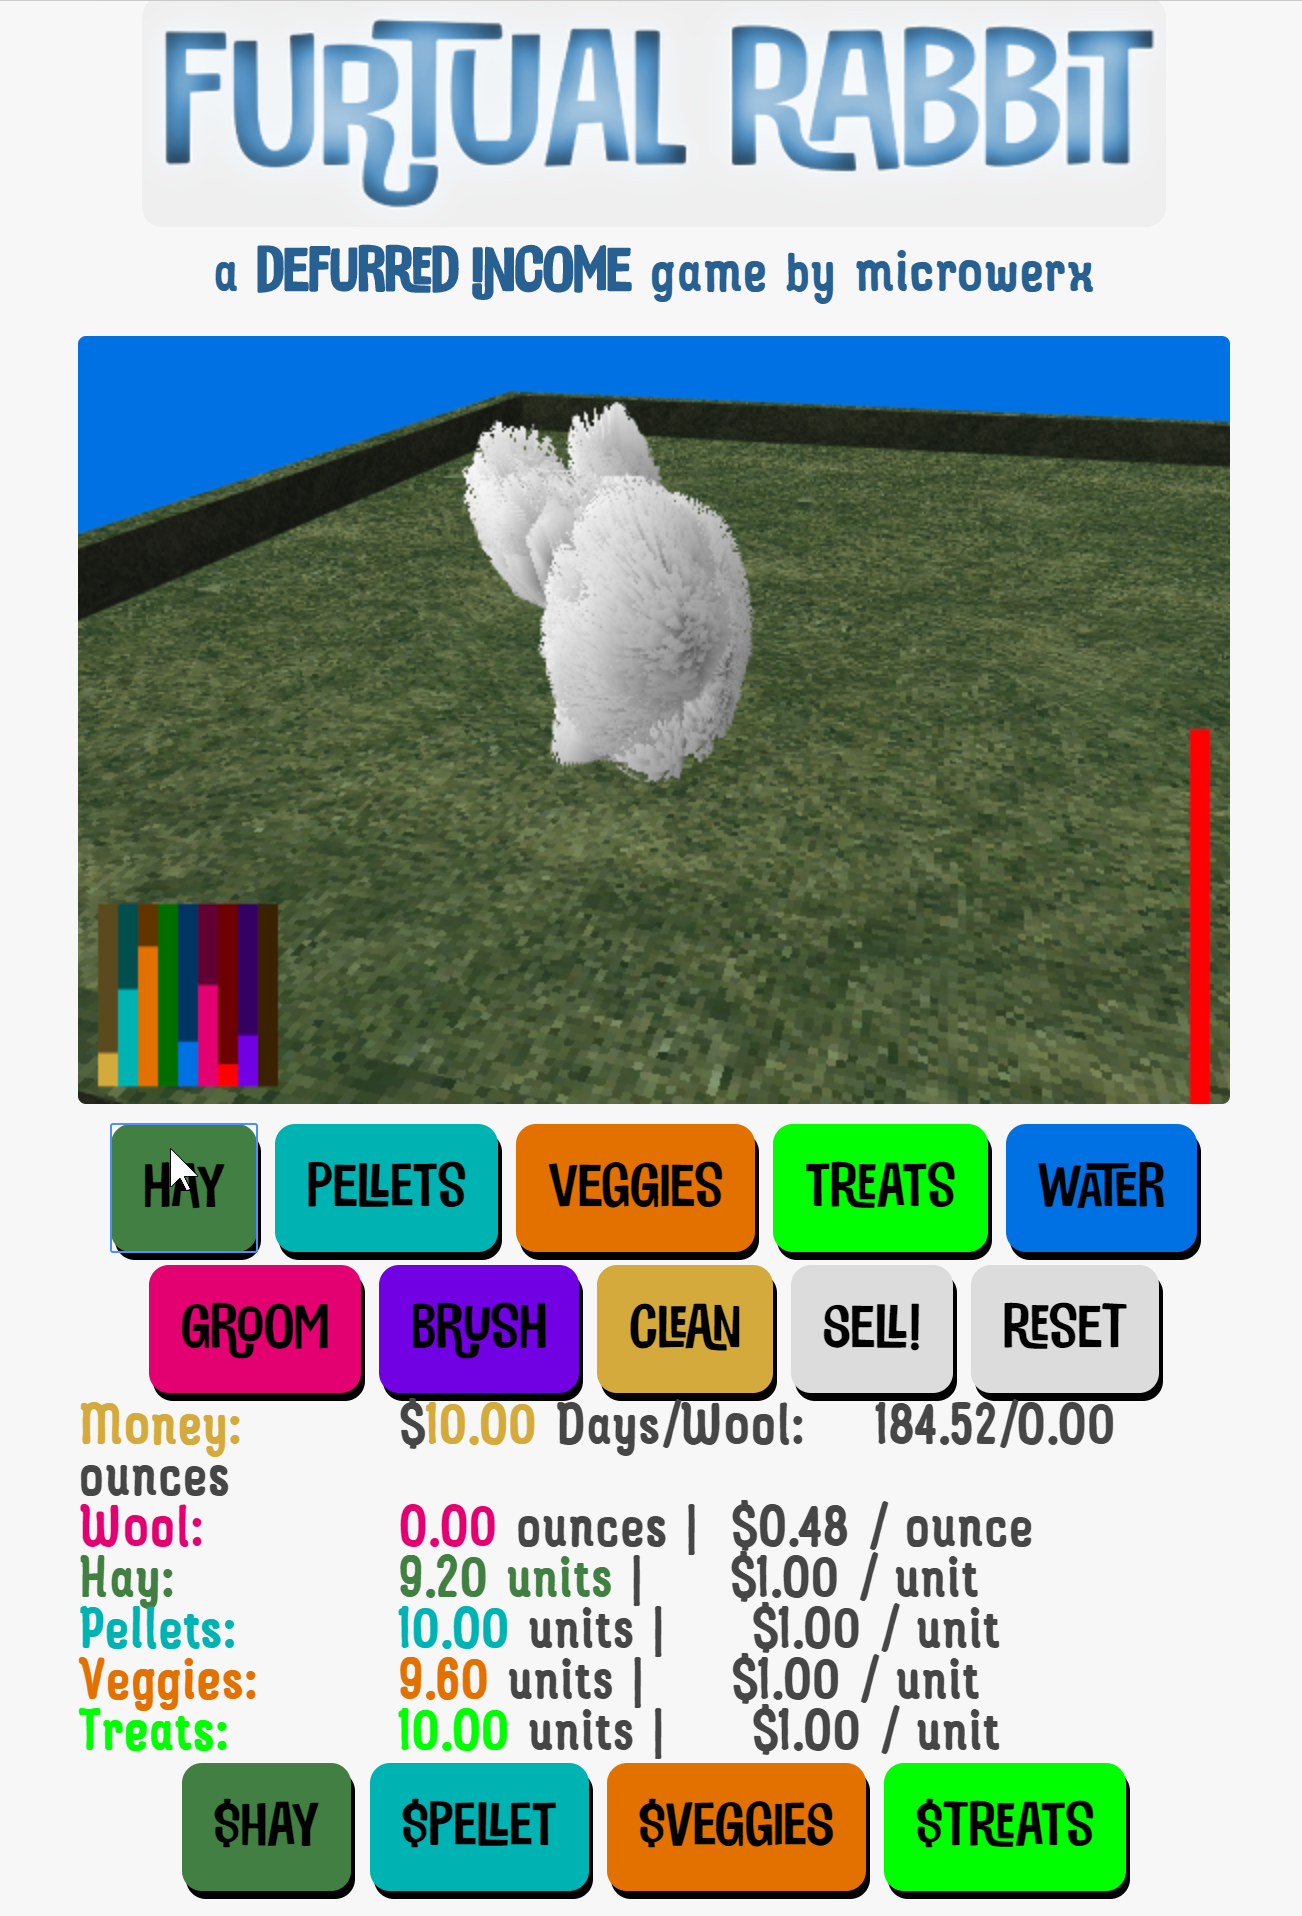 FURTUAL RABBiT
a DEFURRED INCOME game by microwerx
HAY PELLETS VEGGIES TREATS WATER
GROOM BRUSH CLEAN SELL! RESET
Money: $10.00 Days/Wool: 184.52/0.00
ounces
Wool: 0.00 ounces | $0.48 / ounce
Hay: 9.20 units | $1.00 / unit
Pellets: 10.00 units | $1.00 / unit
Veggies: 9.60 units | $1.00 / unit
Treats: 10.00 units | $1.00 / unit
$HAY $PELLET $VEGGIES $TREATS